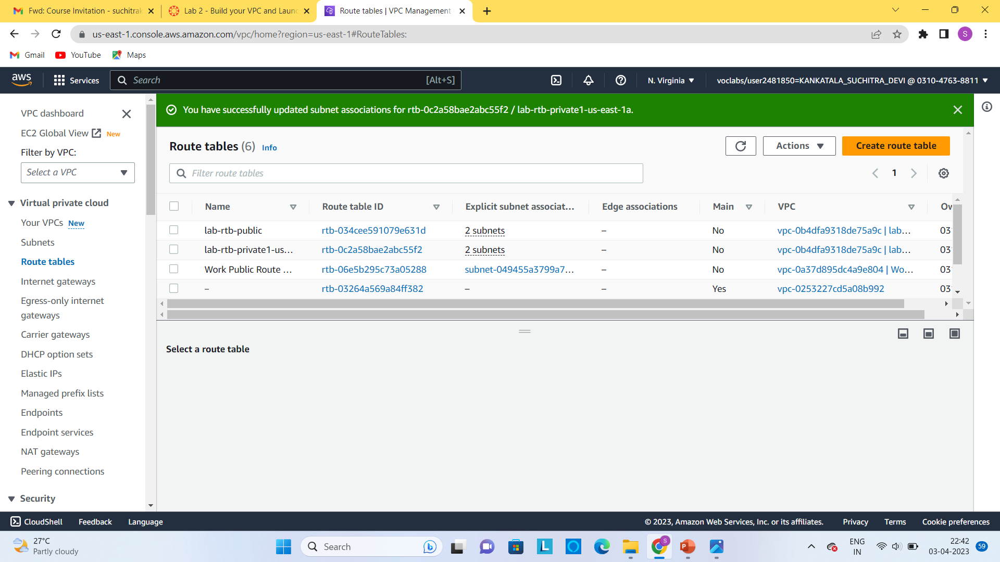 Fwd: Course Invitation - suchitrak
Lab 2 - Build your VPC and Launc
Route tables | VPC Management
us-east-1.console.aws.amazon.com/vpc/home?region=us-east-1#RouteTables:
S
Gmail
YouTube
Maps
aws
Services
Search
[Alt+S]
N. Virginia
voclabs/user2481850=KANKATALA_SUCHITRA_DEVI @ 0310-4763-8811
VPC dashboard
EC2 Global View New
Filter by VPC:
Select a VPC
Virtual private cloud
Your VPCs New
Subnets
Route tables
Internet gateways
Egress-only internet
gateways
Carrier gateways
DHCP option sets
Elastic IPs
Managed prefix lists
Endpoints
Endpoint services
NAT gateways
Peering connections
Security
You have successfully updated subnet associations for rtb-0c2a58bae2abc55f2 / lab-rtb-private1-us-east-1a.
Route tables (6) Info
Actions
Create route table
Filter route tables
1
Name Route table ID Explicit subnet associat... Edge associations Main VPC Ow
lab-rtb-public rtb-034cee591079e631d 2 subnets – No vpc-0b4dfa9318de75a9c | lab... 03
lab-rtb-private1-us... rtb-0c2a58bae2abc55f2 2 subnets – No vpc-0b4dfa9318de75a9c | lab... 03
Work Public Route ... rtb-06e5b295c73a05288 subnet-049455a3799a7... – No vpc-0a37d895dc4a9e804 | Wo... 03
– rtb-03264a569a84ff382 – – Yes vpc-0253227cd5a08b992 03
Select a route table
CloudShell
Feedback
Language
© 2023, Amazon Web Services, Inc. or its affiliates.
Privacy
Terms
Cookie preferences
27°C
Partly cloudy
Search
L
S
P
ENG
IN
22:42
03-04-2023
59